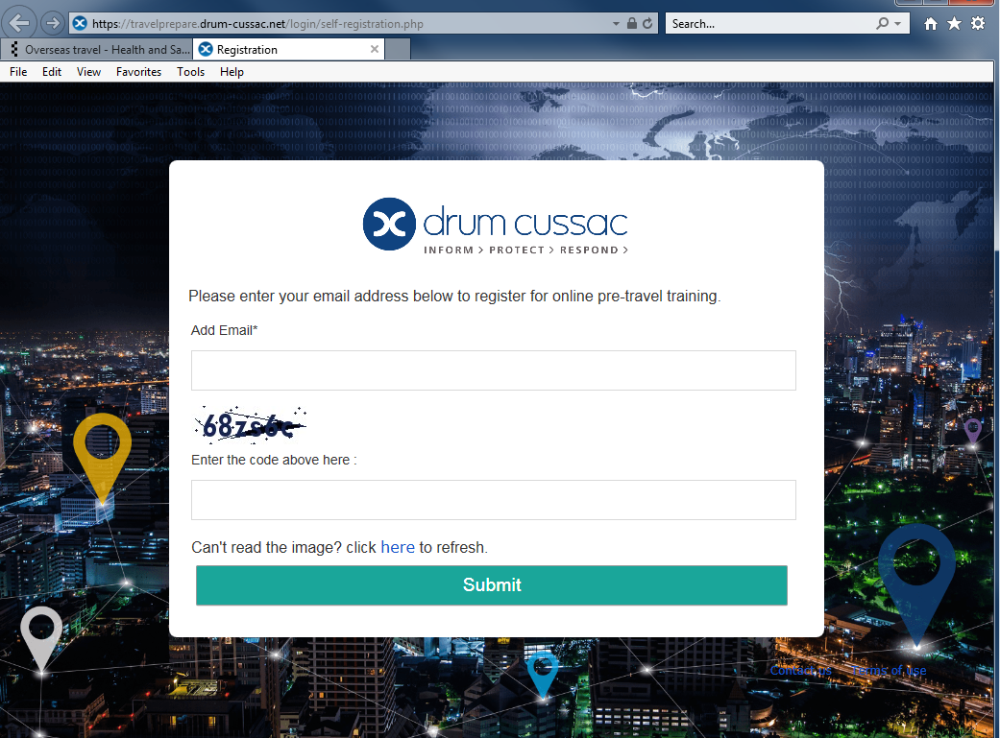 https://travelprepare.drum-cussac.net/login/self-registration.php
Search...
Overseas travel - Health and Sa...
Registration
File Edit View Favorites Tools Help
drum cussac
INFORM > PROTECT > RESPOND >
Please enter your email address below to register for online pre-travel training.
Add Email*
68zs6e
Enter the code above here :
Can't read the image? click here to refresh.
Submit
Contact us Terms of use